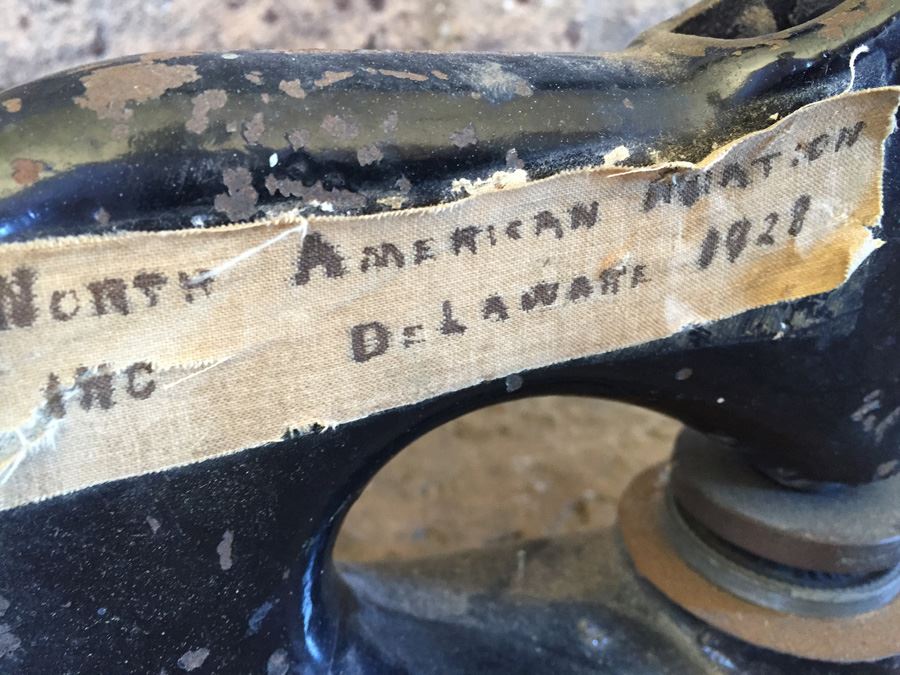 NORTH AMERICAN AVIATION
INC DELAWARE 1928